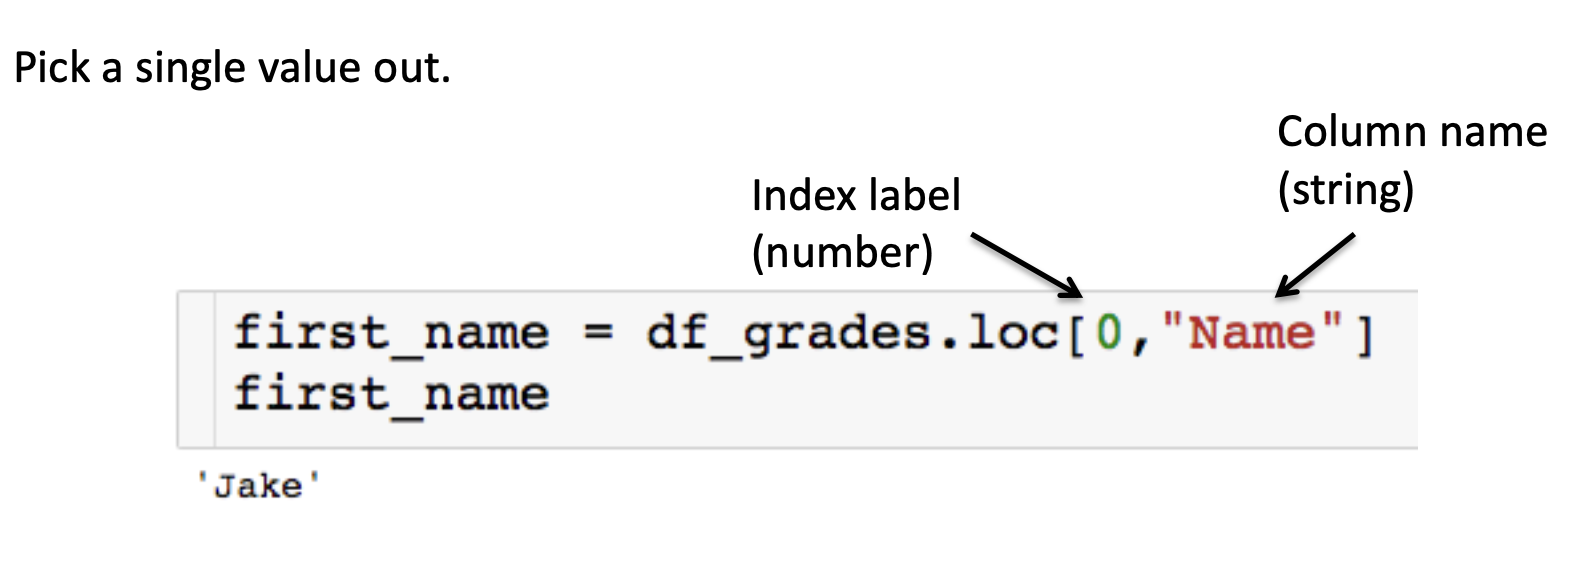 Pick a single value out.
Column name
(string)
Index label
(number)
first_name = df_grades.loc[0,"Name"]
first_name
'Jake'